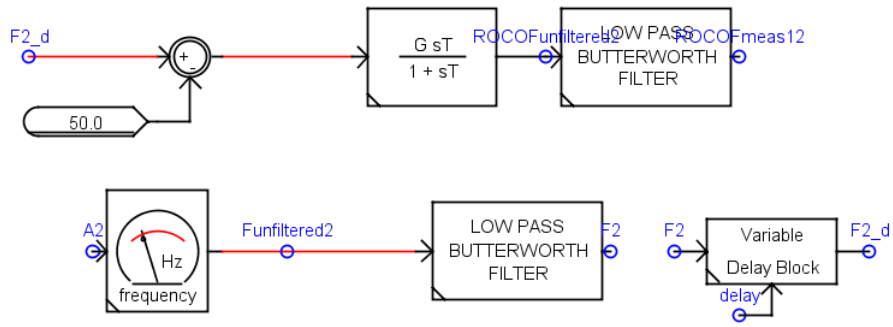 F2_d
+
-
50.0
G sT
1 + sT
ROCOFunfiltered2
LOW PASS
BUTTERWORTH
FILTER
ROCOFmeas12
A2
Hz
frequency
Funfiltered2
LOW PASS
BUTTERWORTH
FILTER
F2
F2
Variable
Delay Block
F2_d
delay